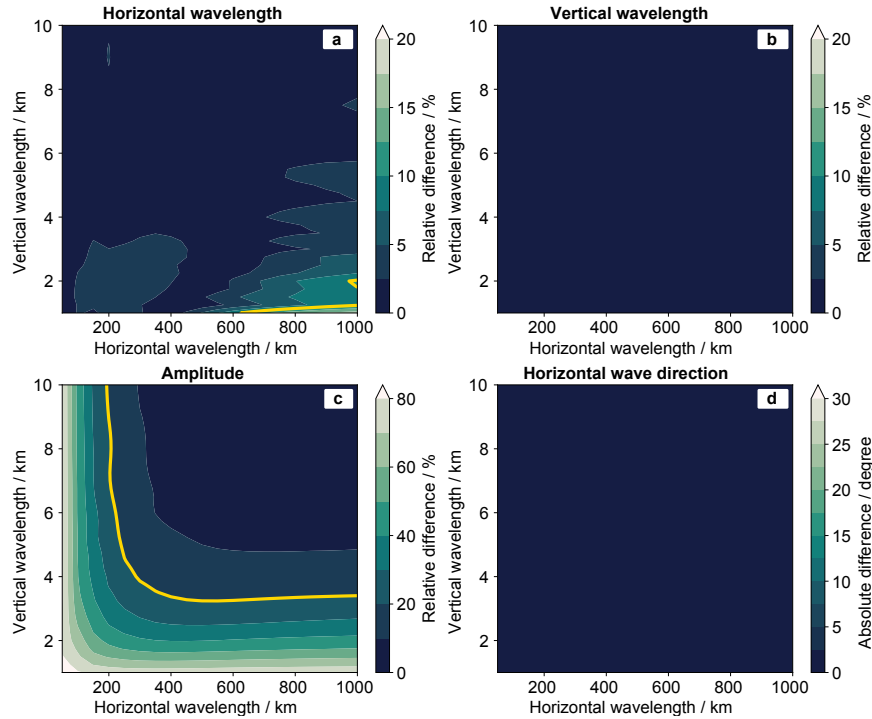 Horizontal wavelength
a
10
8
6
4
2
200 400 600 800 1000
Horizontal wavelength / km
Vertical wavelength / km
20
15
10
5
0
Relative difference / %
Vertical wavelength
b
10
8
6
4
2
200 400 600 800 1000
Horizontal wavelength / km
Vertical wavelength / km
20
15
10
5
0
Relative difference / %
Amplitude
c
10
8
6
4
2
200 400 600 800 1000
Horizontal wavelength / km
Vertical wavelength / km
80
60
40
20
0
Relative difference / %
Horizontal wave direction
d
10
8
6
4
2
200 400 600 800 1000
Horizontal wavelength / km
Vertical wavelength / km
30
25
20
15
10
5
0
Absolute difference / degree